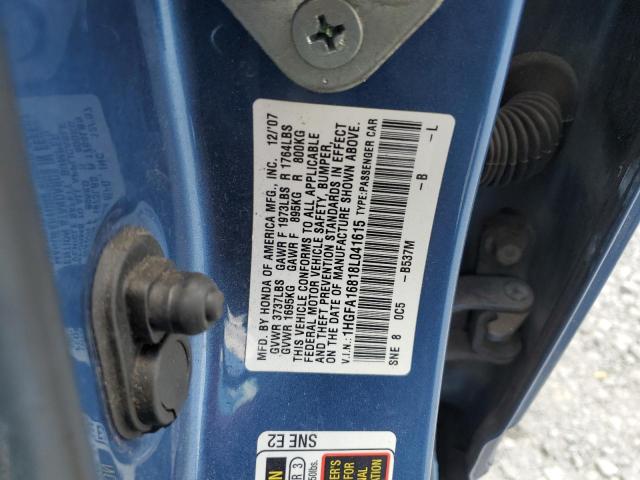 MFD. BY HONDA OF AMERICA MFG., INC. 12/'07
GVWR 3737LBS GAWR F 1973LBS R 1764LBS
GVWR 1695KG GAWR F 995KG R 800KG
THIS VEHICLE CONFORMS TO ALL APPLICABLE
FEDERAL MOTOR VEHICLE SAFETY, BUMPER,
AND THEFT PREVENTION STANDARDS IN EFFECT
ON THE DATE OF MANUFACTURE SHOWN ABOVE.
V.I.N.: 1HGFA16818L041615 TYPE:PASSENGER CAR
SNE 8 0C5 -B537M -B -L
SNE E2